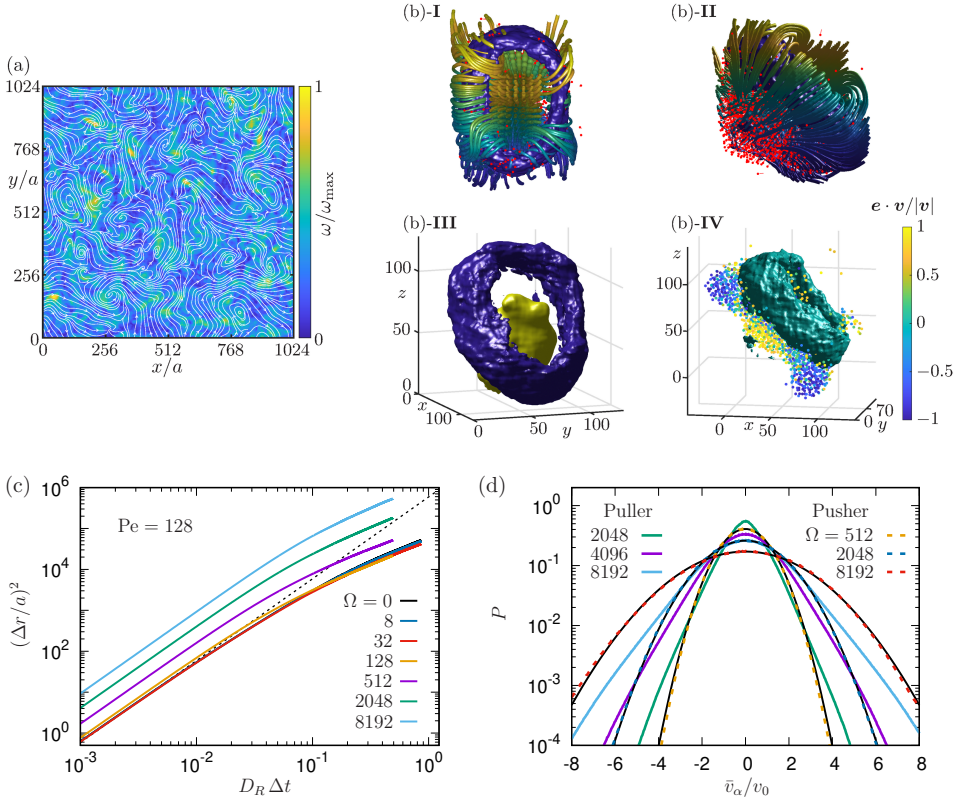 (a)
1024
768
y/a
512
256
0
0 256 512 768 1024
x/a
1
0
ω/ω_max
(b)-I
(b)-II
(b)-III
z
100
50
0
x
100
0 50 100
y
(b)-IV
z
100
50
0
0 50 100
x
70
0
y
e · v/|v|
1
0.5
0
−0.5
−1
(c)
10^6
10^4
10^2
10^0
(Δr/a)^2
Pe = 128
Ω = 0
8
32
128
512
2048
8192
10^-3 10^-2 10^-1 10^0
D_R Δt
(d)
10^0
10^-1
10^-2
10^-3
10^-4
P
Puller
2048
4096
8192
Pusher
Ω = 512
2048
8192
-8 -6 -4 -2 0 2 4 6 8
v̄_α/v_0